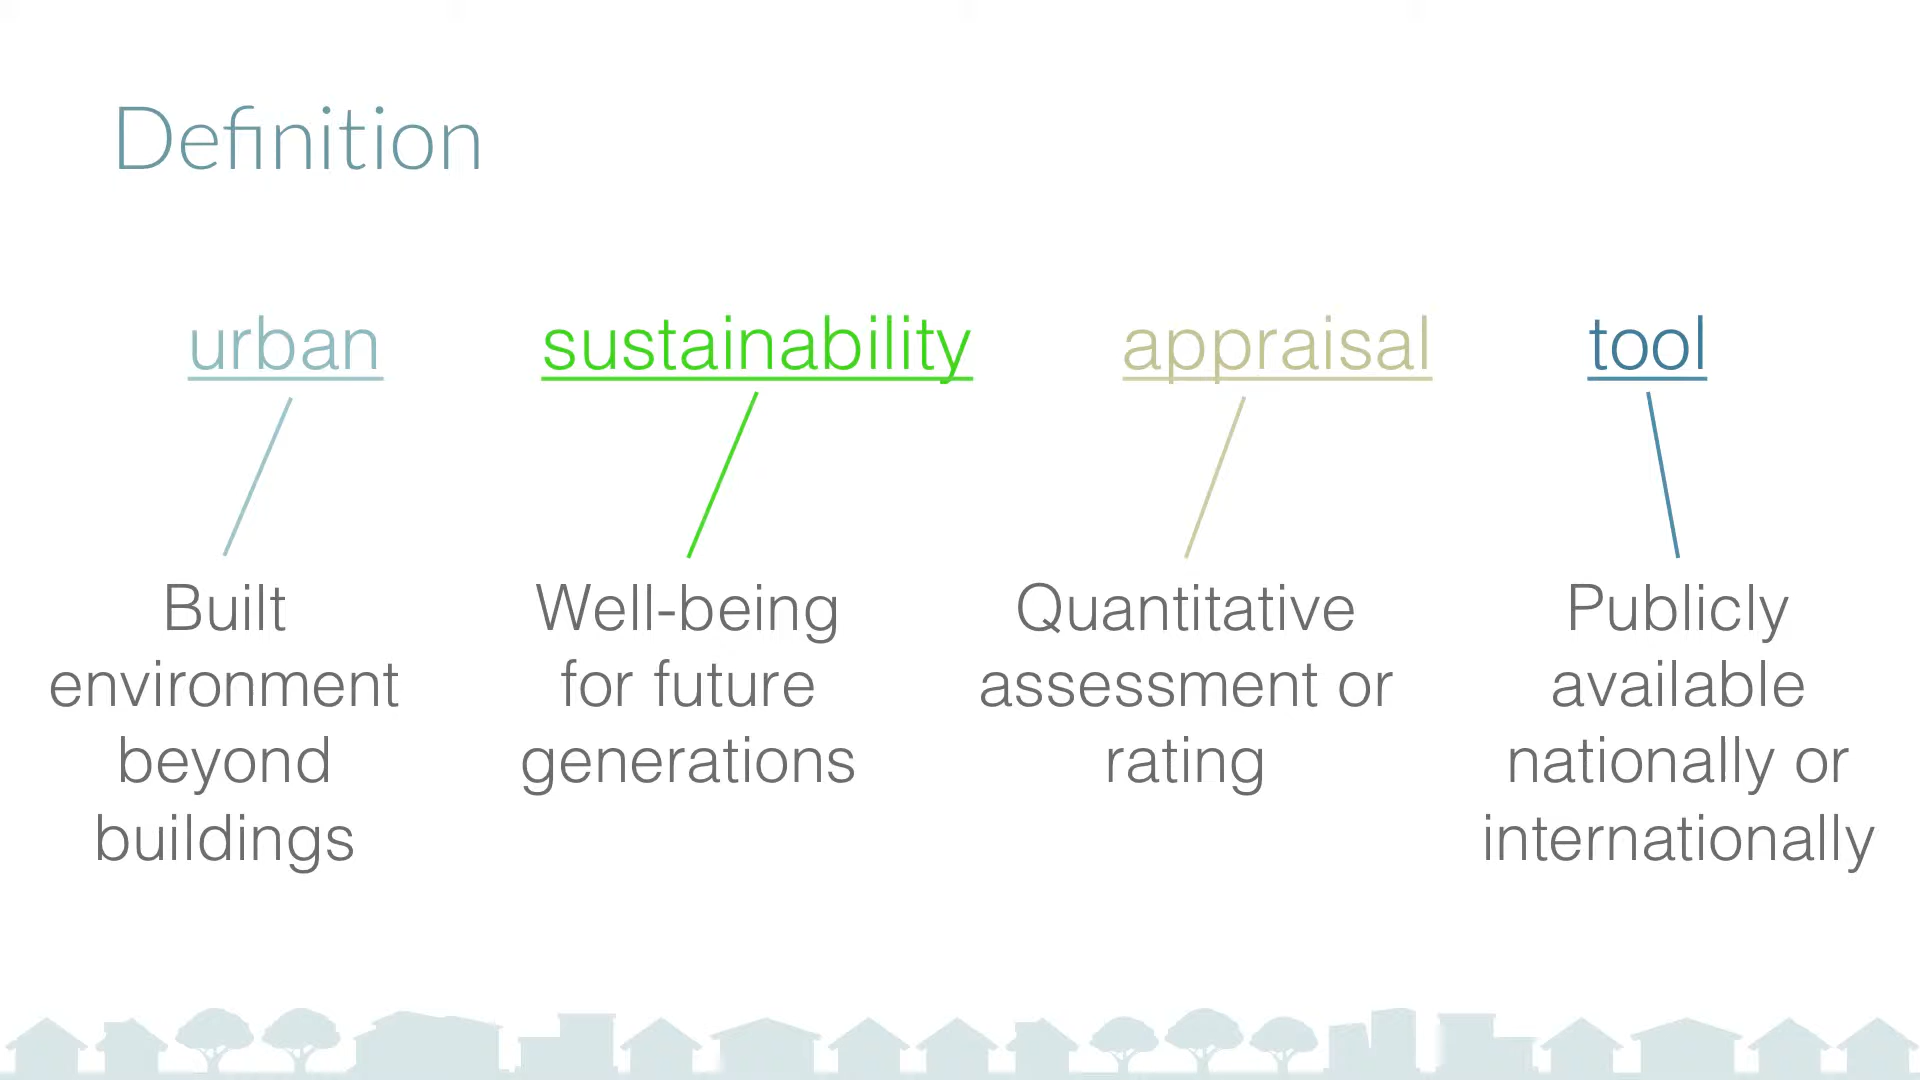 Definition
urban sustainability appraisal tool
Built
environment
beyond
buildings
Well-being
for future
generations
Quantitative
assessment or
rating
Publicly
available
nationally or
internationally